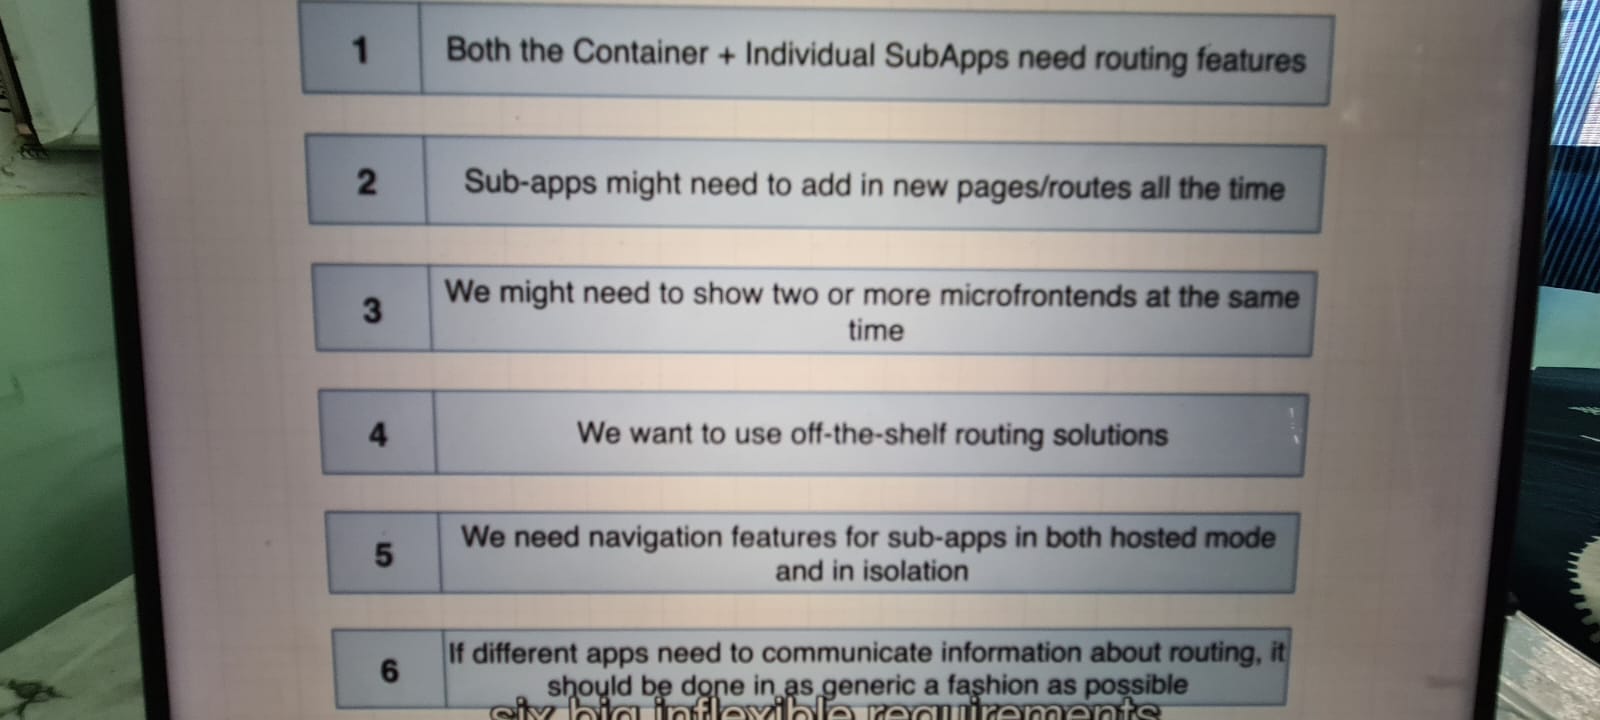 1 Both the Container + Individual SubApps need routing features
2 Sub-apps might need to add in new pages/routes all the time
3 We might need to show two or more microfrontends at the same
time
4 We want to use off-the-shelf routing solutions
5 We need navigation features for sub-apps in both hosted mode
and in isolation
6 If different apps need to communicate information about routing, it
should be done in as generic a fashion as possible
six big inflexible requirements